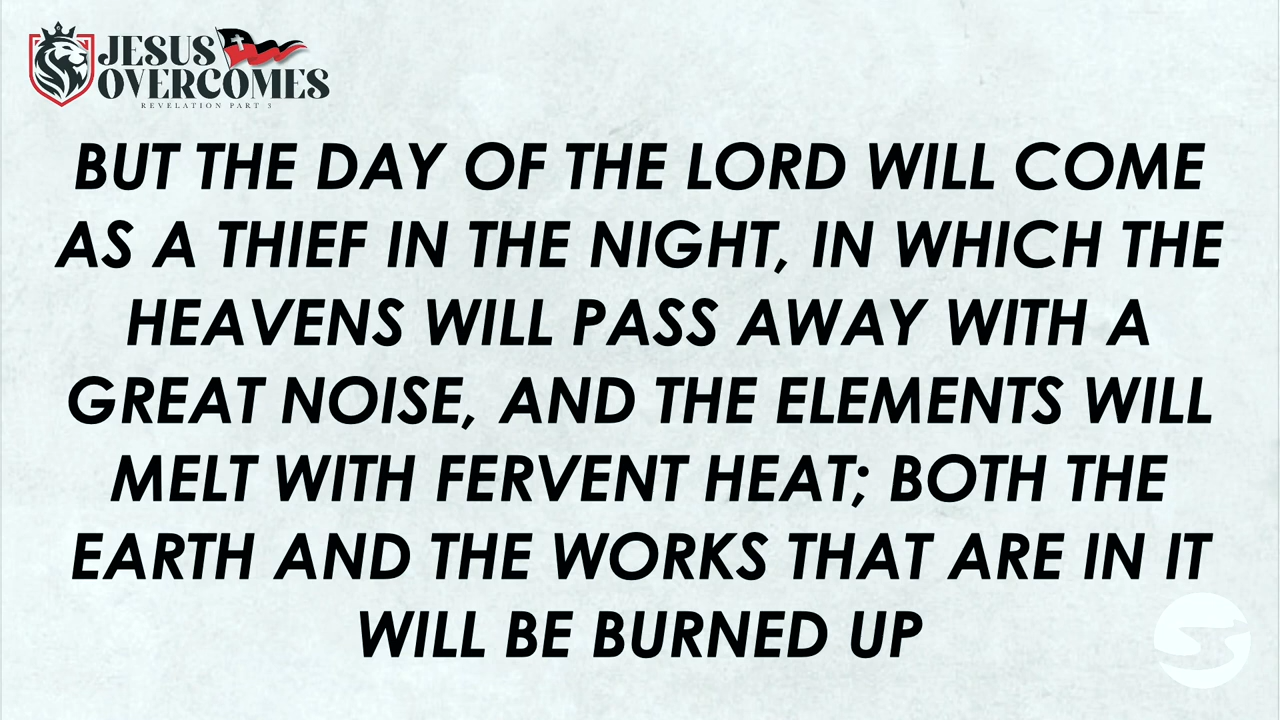 JESUS
OVERCOMES
REVELATION PART 3
BUT THE DAY OF THE LORD WILL COME
AS A THIEF IN THE NIGHT, IN WHICH THE
HEAVENS WILL PASS AWAY WITH A
GREAT NOISE, AND THE ELEMENTS WILL
MELT WITH FERVENT HEAT; BOTH THE
EARTH AND THE WORKS THAT ARE IN IT
WILL BE BURNED UP